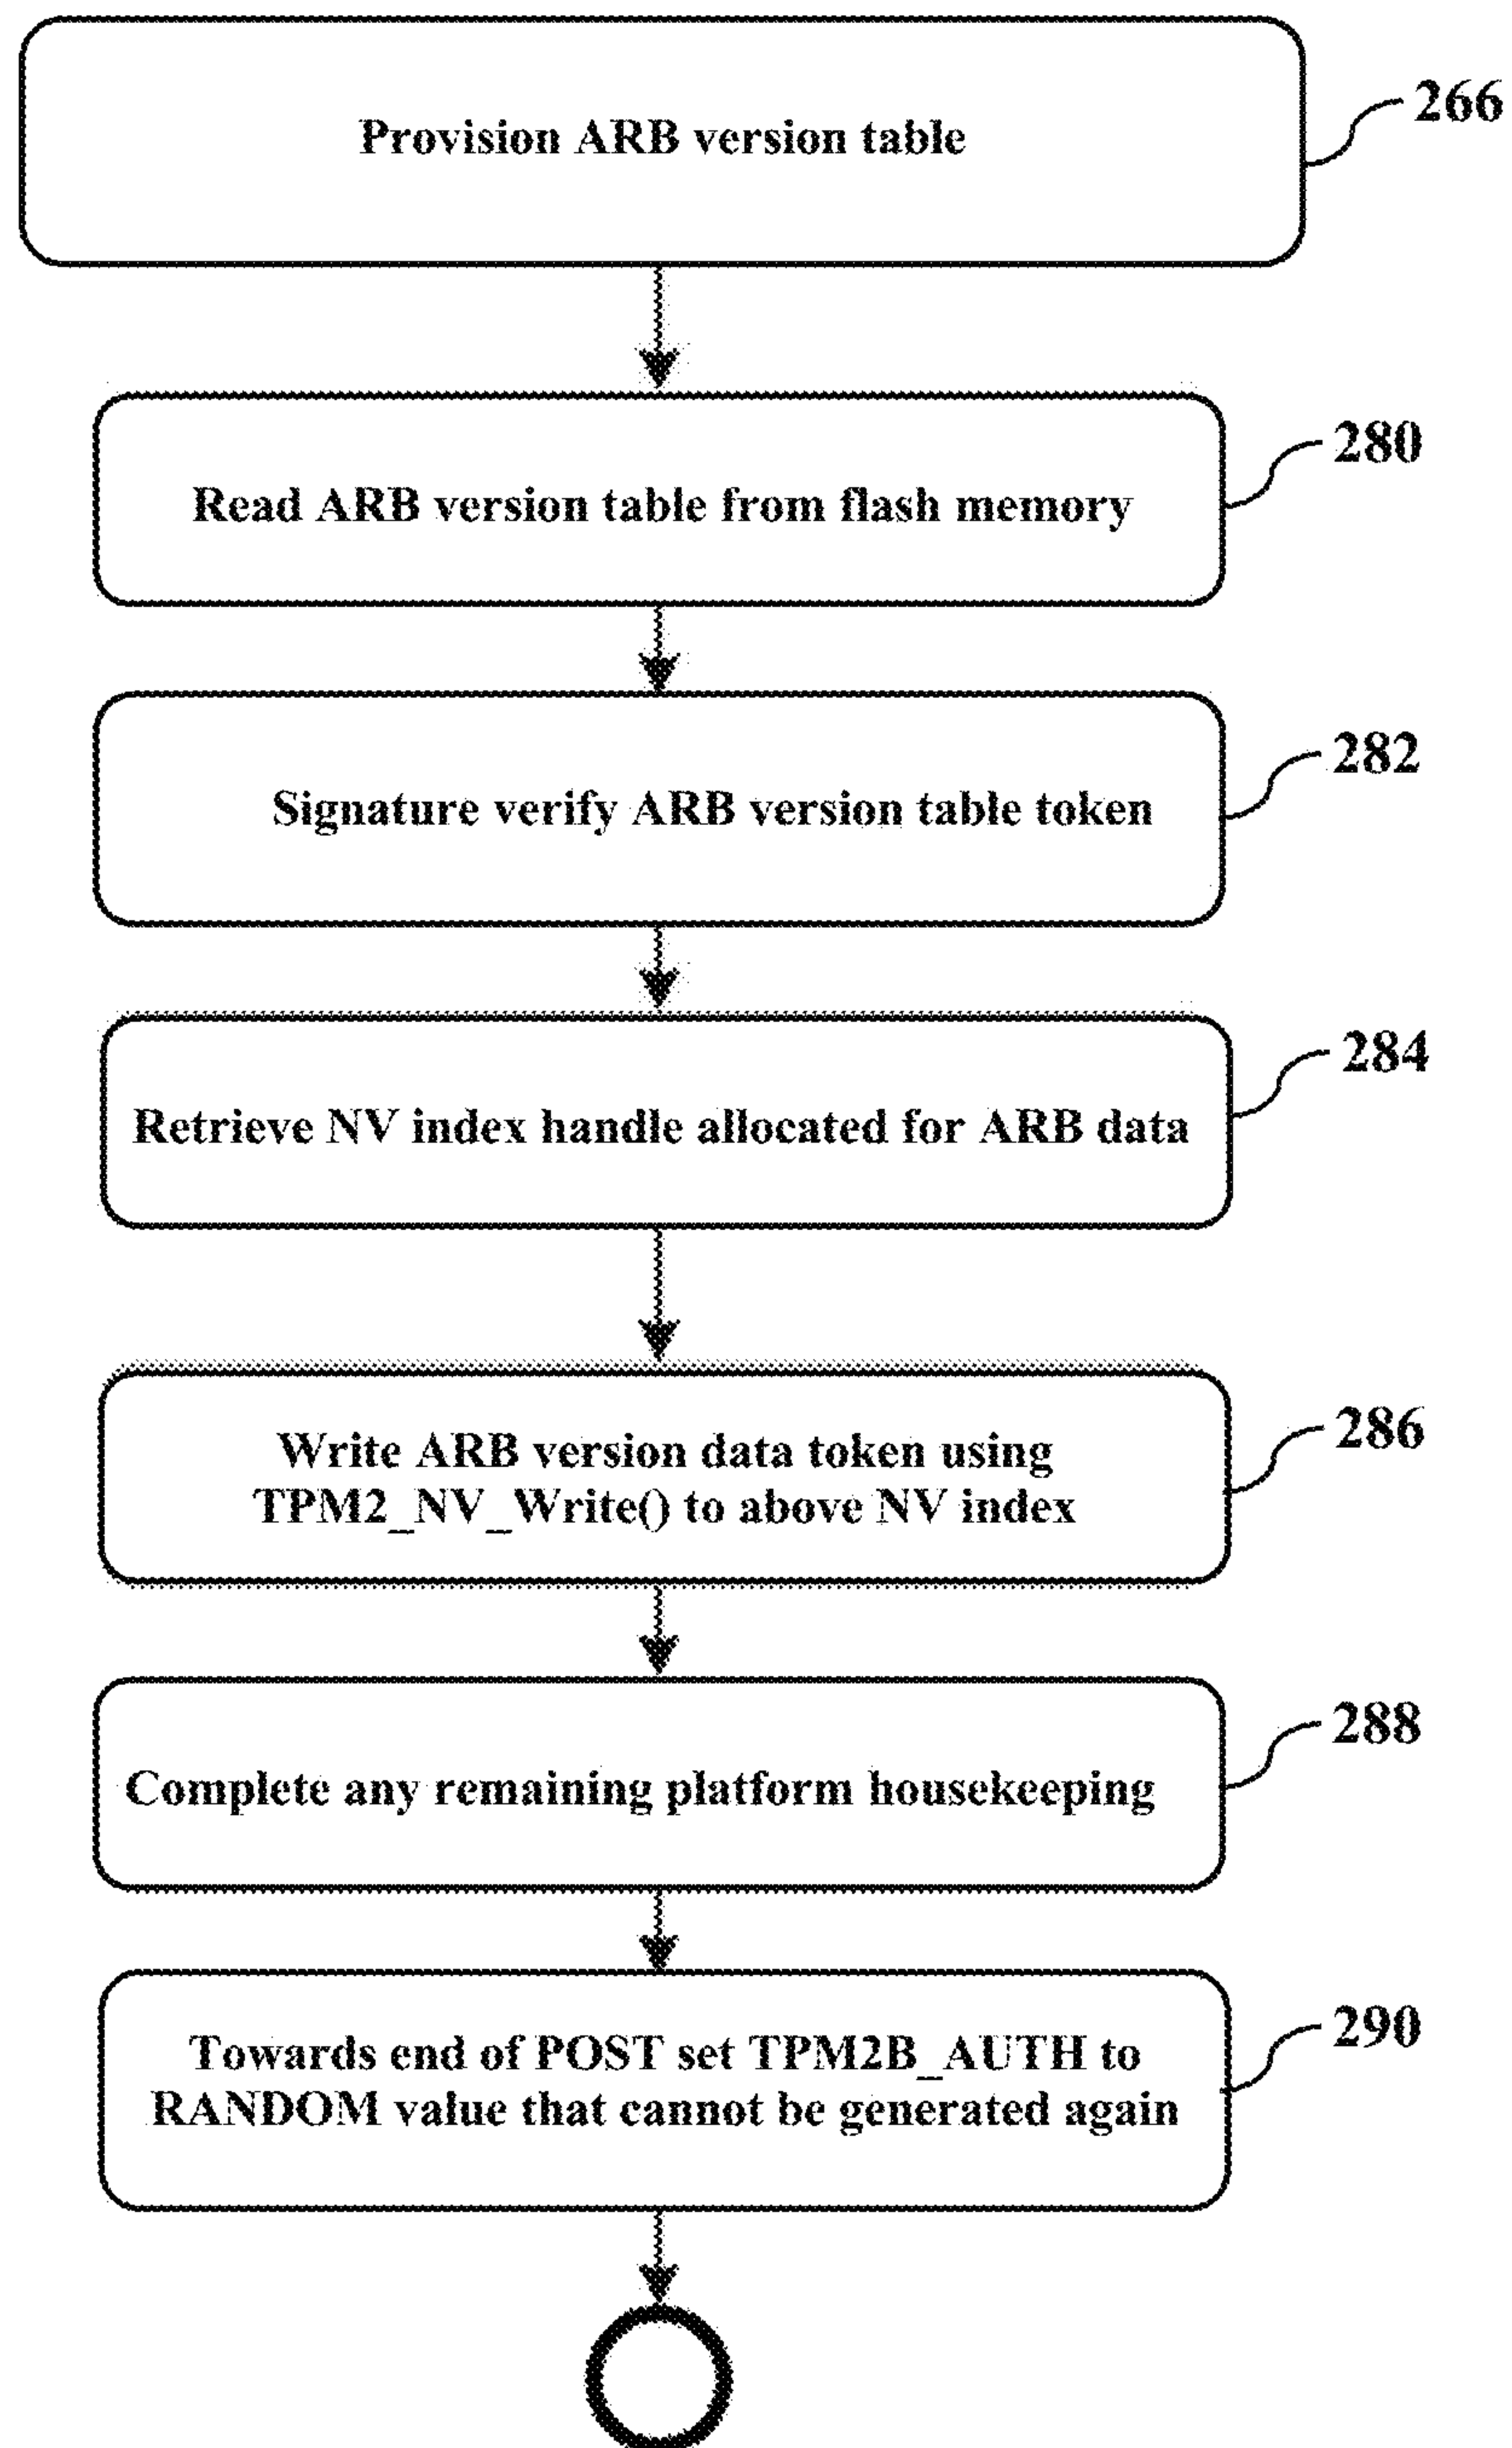 Provision ARB version table
266
Read ARB version table from flash memory
280
Signature verify ARB version table token
282
Retrieve NV index handle allocated for ARB data
284
Write ARB version data token using
TPM2_NV_Write() to above NV index
286
Complete any remaining platform housekeeping
288
Towards end of POST set TPM2B_AUTH to
RANDOM value that cannot be generated again
290